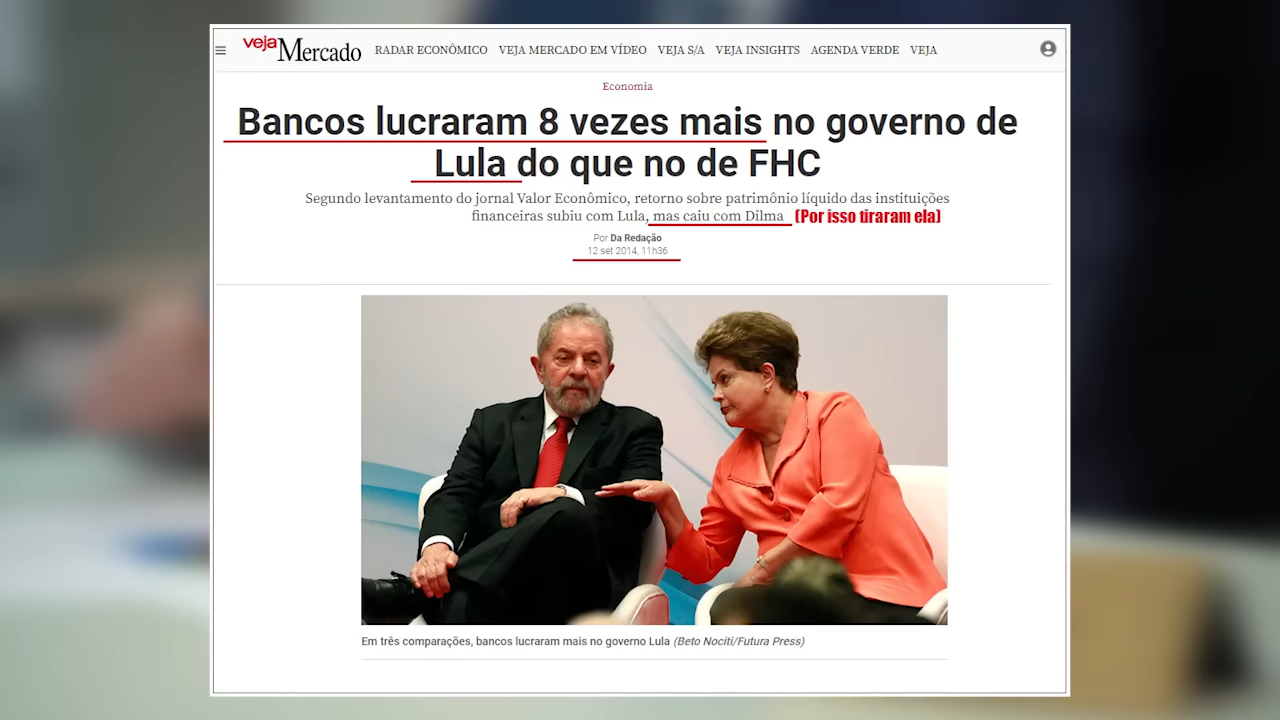 veja Mercado RADAR ECONÔMICO VEJA MERCADO EM VÍDEO VEJA S/A VEJA INSIGHTS AGENDA VERDE VEJA
Economia
Bancos lucraram 8 vezes mais no governo de
Lula do que no de FHC
Segundo levantamento do jornal Valor Econômico, retorno sobre patrimônio líquido das instituições
financeiras subiu com Lula, mas caiu com Dilma (Por isso tiraram ela)
Por Da Redação
12 set 2014, 11h36
Em três comparações, bancos lucraram mais no governo Lula (Beto Nociti/Futura Press)